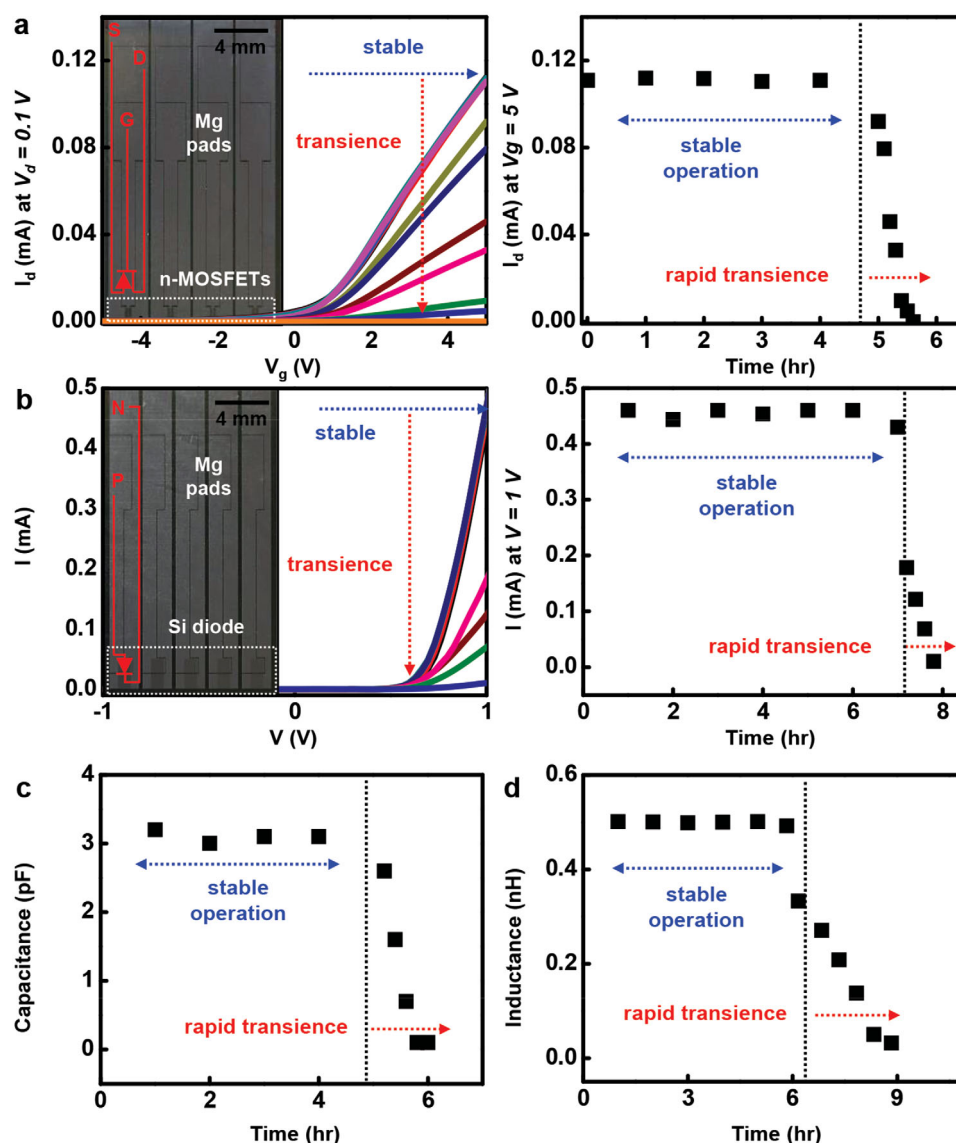 a
S
D
G
4 mm
Mg
pads
n-MOSFETs
stable
transience
I_d (mA) at V_d = 0.1 V
0.12
0.08
0.04
0.00
-4 -2 0 2 4
V_g (V)
I_d (mA) at Vg = 5 V
0.12
0.08
0.04
0.00
stable
operation
rapid transience
0 1 2 3 4 5 6
Time (hr)
b
N
P
4 mm
Mg
pads
Si diode
stable
transience
I (mA)
0.5
0.4
0.3
0.2
0.1
0.0
-1 0 1
V (V)
I (mA) at V = 1 V
0.5
0.4
0.3
0.2
0.1
0.0
stable
operation
rapid transience
0 2 4 6 8
Time (hr)
c
Capacitance (pF)
4
3
2
1
0
stable
operation
rapid transience
0 2 4 6
Time (hr)
d
Inductance (nH)
0.6
0.4
0.2
0.0
stable
operation
rapid transience
0 3 6 9
Time (hr)